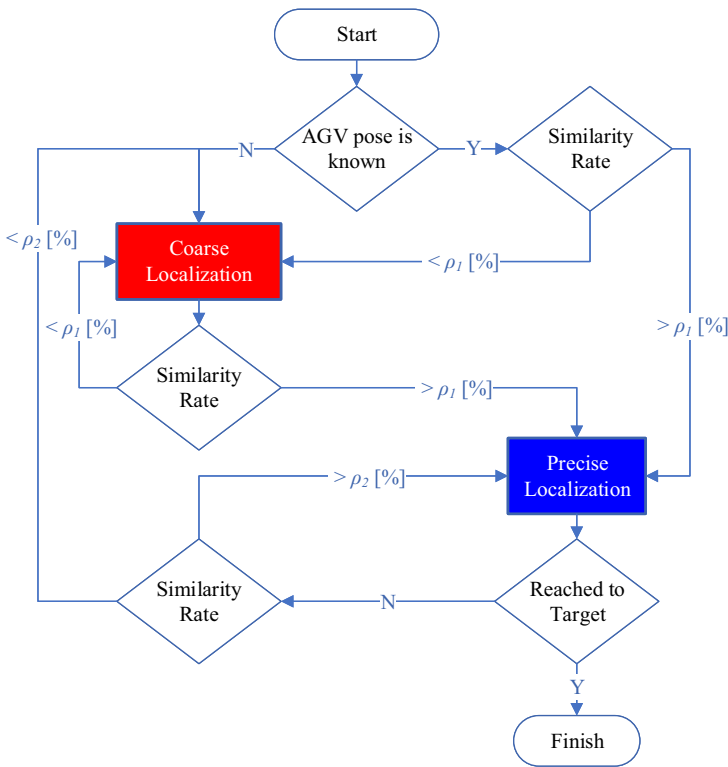 Start
AGV pose is
known
N
Y
Similarity
Rate
< ρ2 [%]
Coarse
Localization
< ρ1 [%]
< ρ1 [%]
> ρ1 [%]
Similarity
Rate
> ρ1 [%]
Precise
Localization
> ρ2 [%]
Similarity
Rate
N
Reached to
Target
Y
Finish